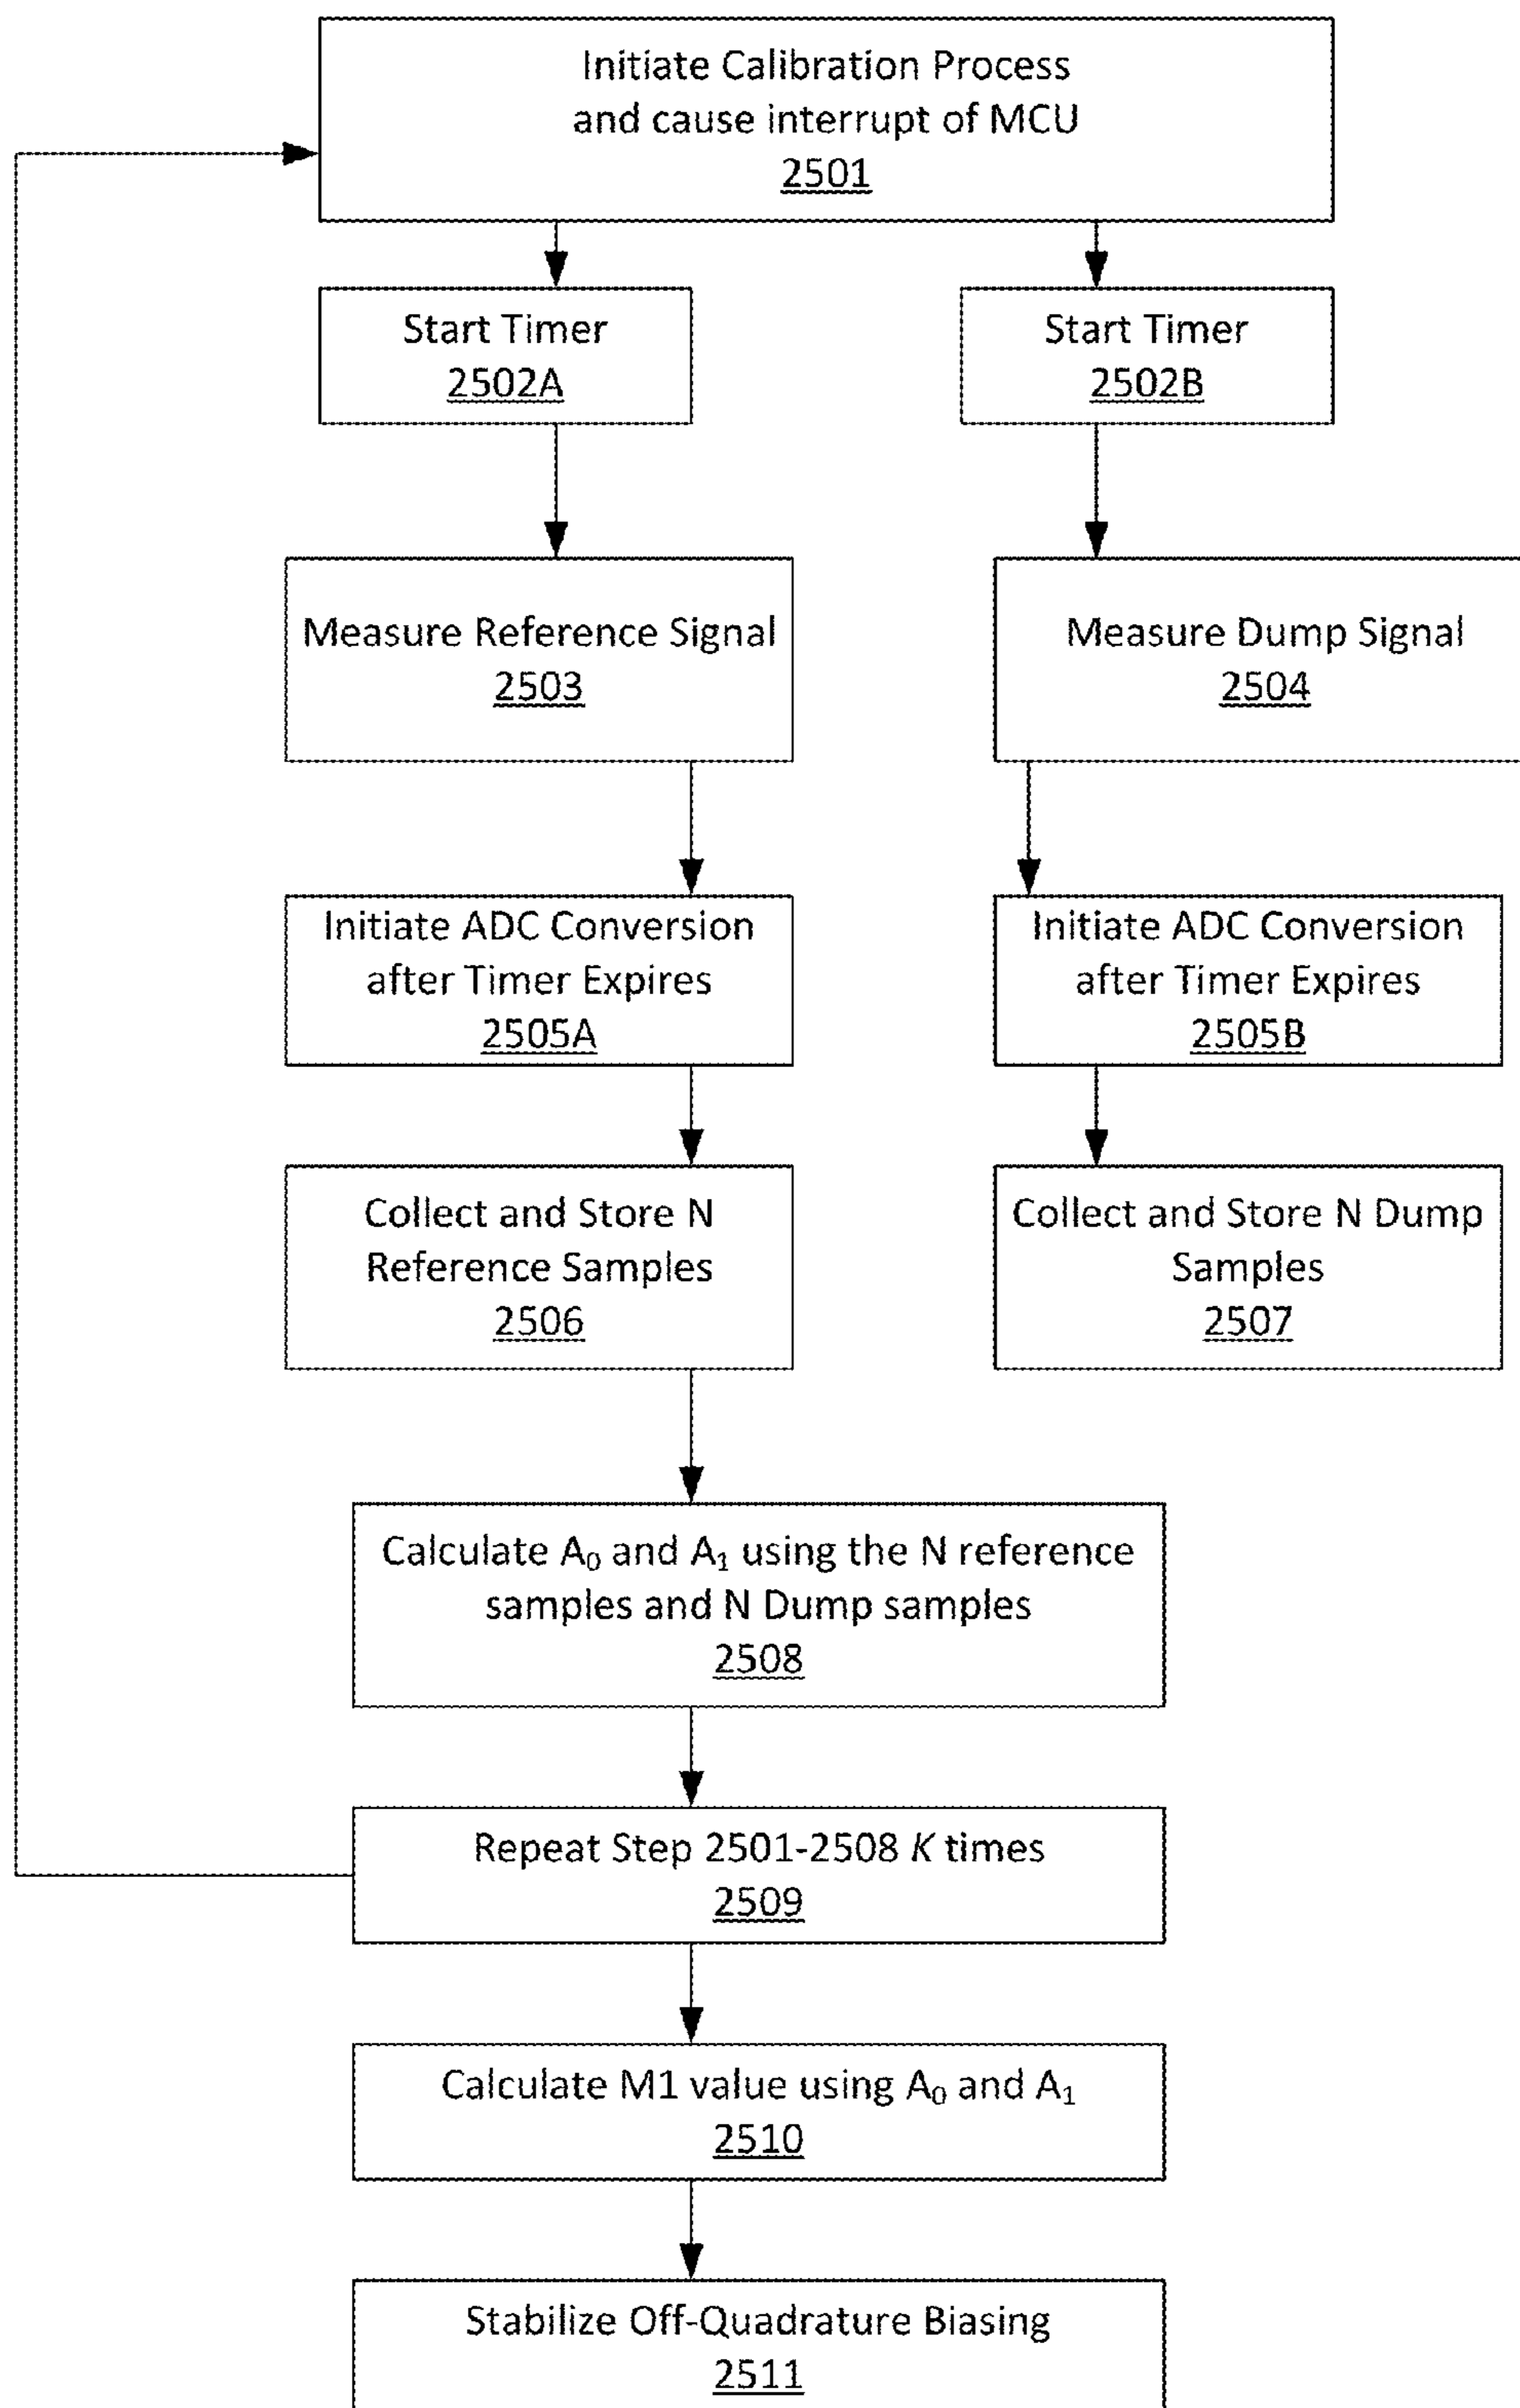 Initiate Calibration Process
and cause interrupt of MCU
2501
Start Timer
2502A
Start Timer
2502B
Measure Reference Signal
2503
Measure Dump Signal
2504
Initiate ADC Conversion
after Timer Expires
2505A
Initiate ADC Conversion
after Timer Expires
2505B
Collect and Store N
Reference Samples
2506
Collect and Store N Dump
Samples
2507
Calculate A₀ and A₁ using the N reference
samples and N Dump samples
2508
Repeat Step 2501-2508 K times
2509
Calculate M1 value using A₀ and A₁
2510
Stabilize Off-Quadrature Biasing
2511